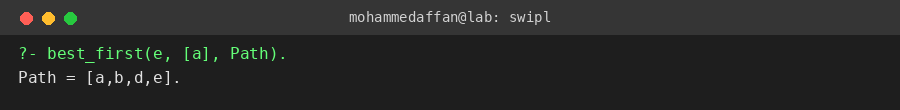 mohammedaffan@lab: swipl
?- best_first(e, [a], Path).
Path = [a,b,d,e].